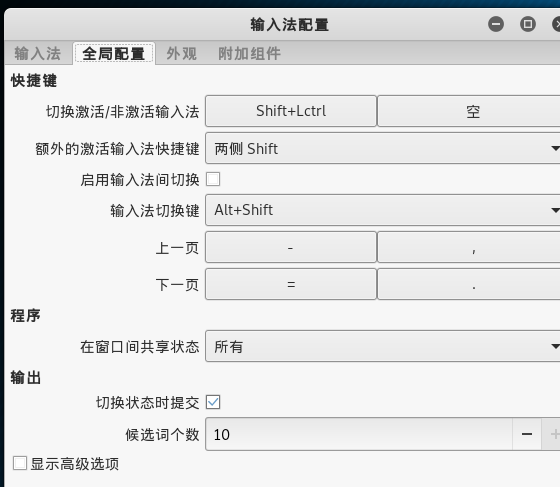 输入法配置
输入法 全局配置 外观 附加组件
快捷键
切换激活/非激活输入法 Shift+Lctrl 空
额外的激活输入法快捷键 两侧 Shift
启用输入法间切换
输入法切换键 Alt+Shift
上一页 - ,
下一页 = .
程序
在窗口间共享状态 所有
输出
切换状态时提交
候选词个数 10
显示高级选项